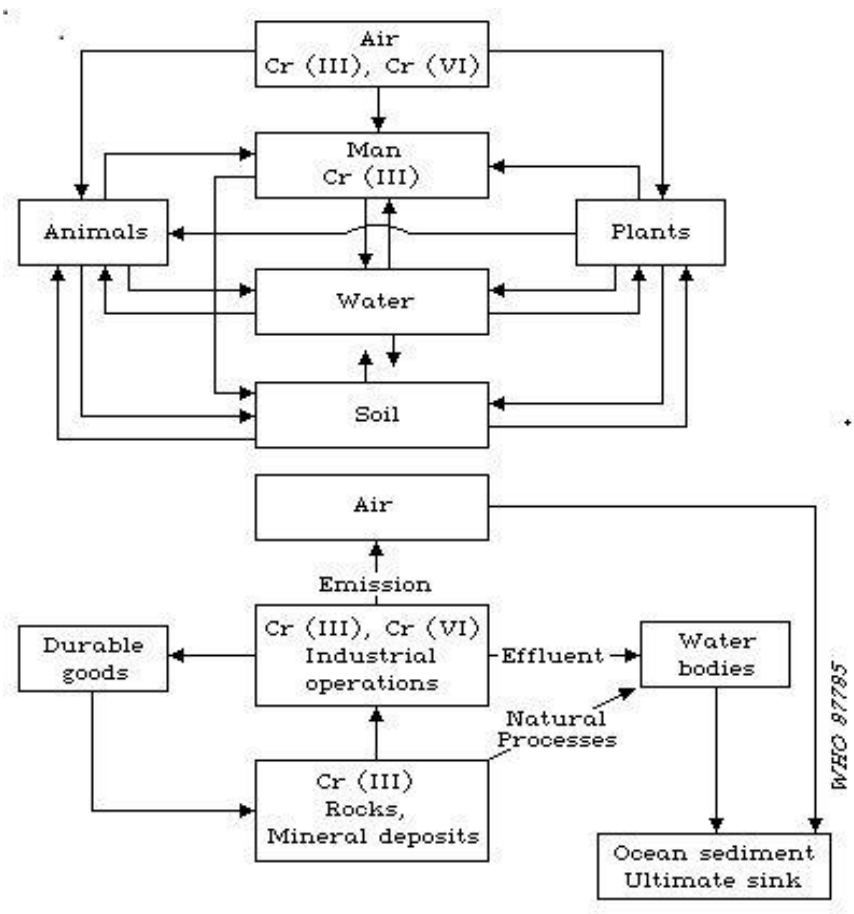 Air
Cr (III), Cr (VI)
Man
Cr (III)
Animals
Plants
Water
Soil
Air
Emission
Cr (III), Cr (VI)
Industrial
operations
Durable
goods
Effluent
Water
bodies
Natural
Processes
Cr (III)
Rocks,
Mineral deposits
Ocean sediment
Ultimate sink
WHO 87785